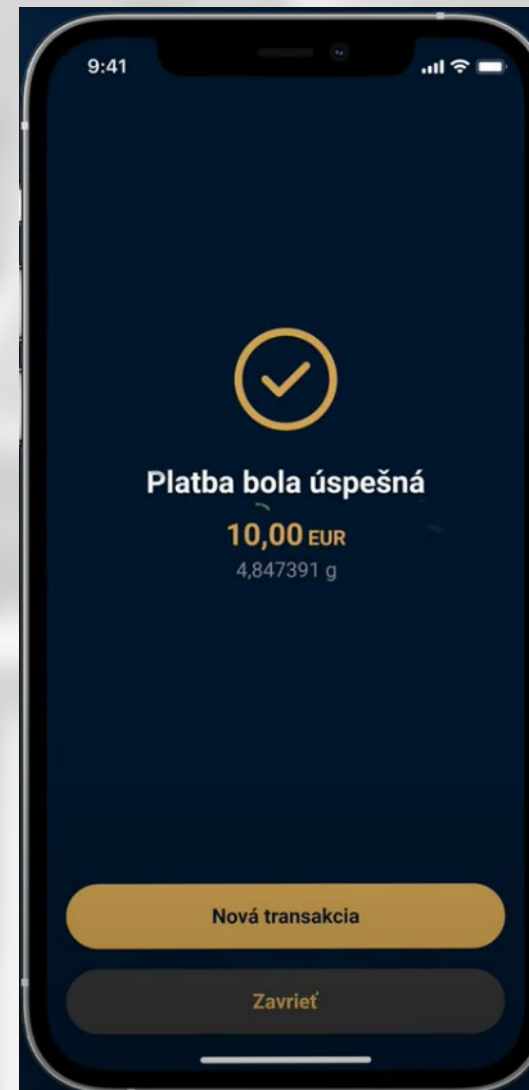 9:41
Platba bola úspešná
10,00 EUR
4,847391 g
Nová transakcia
Zavrieť